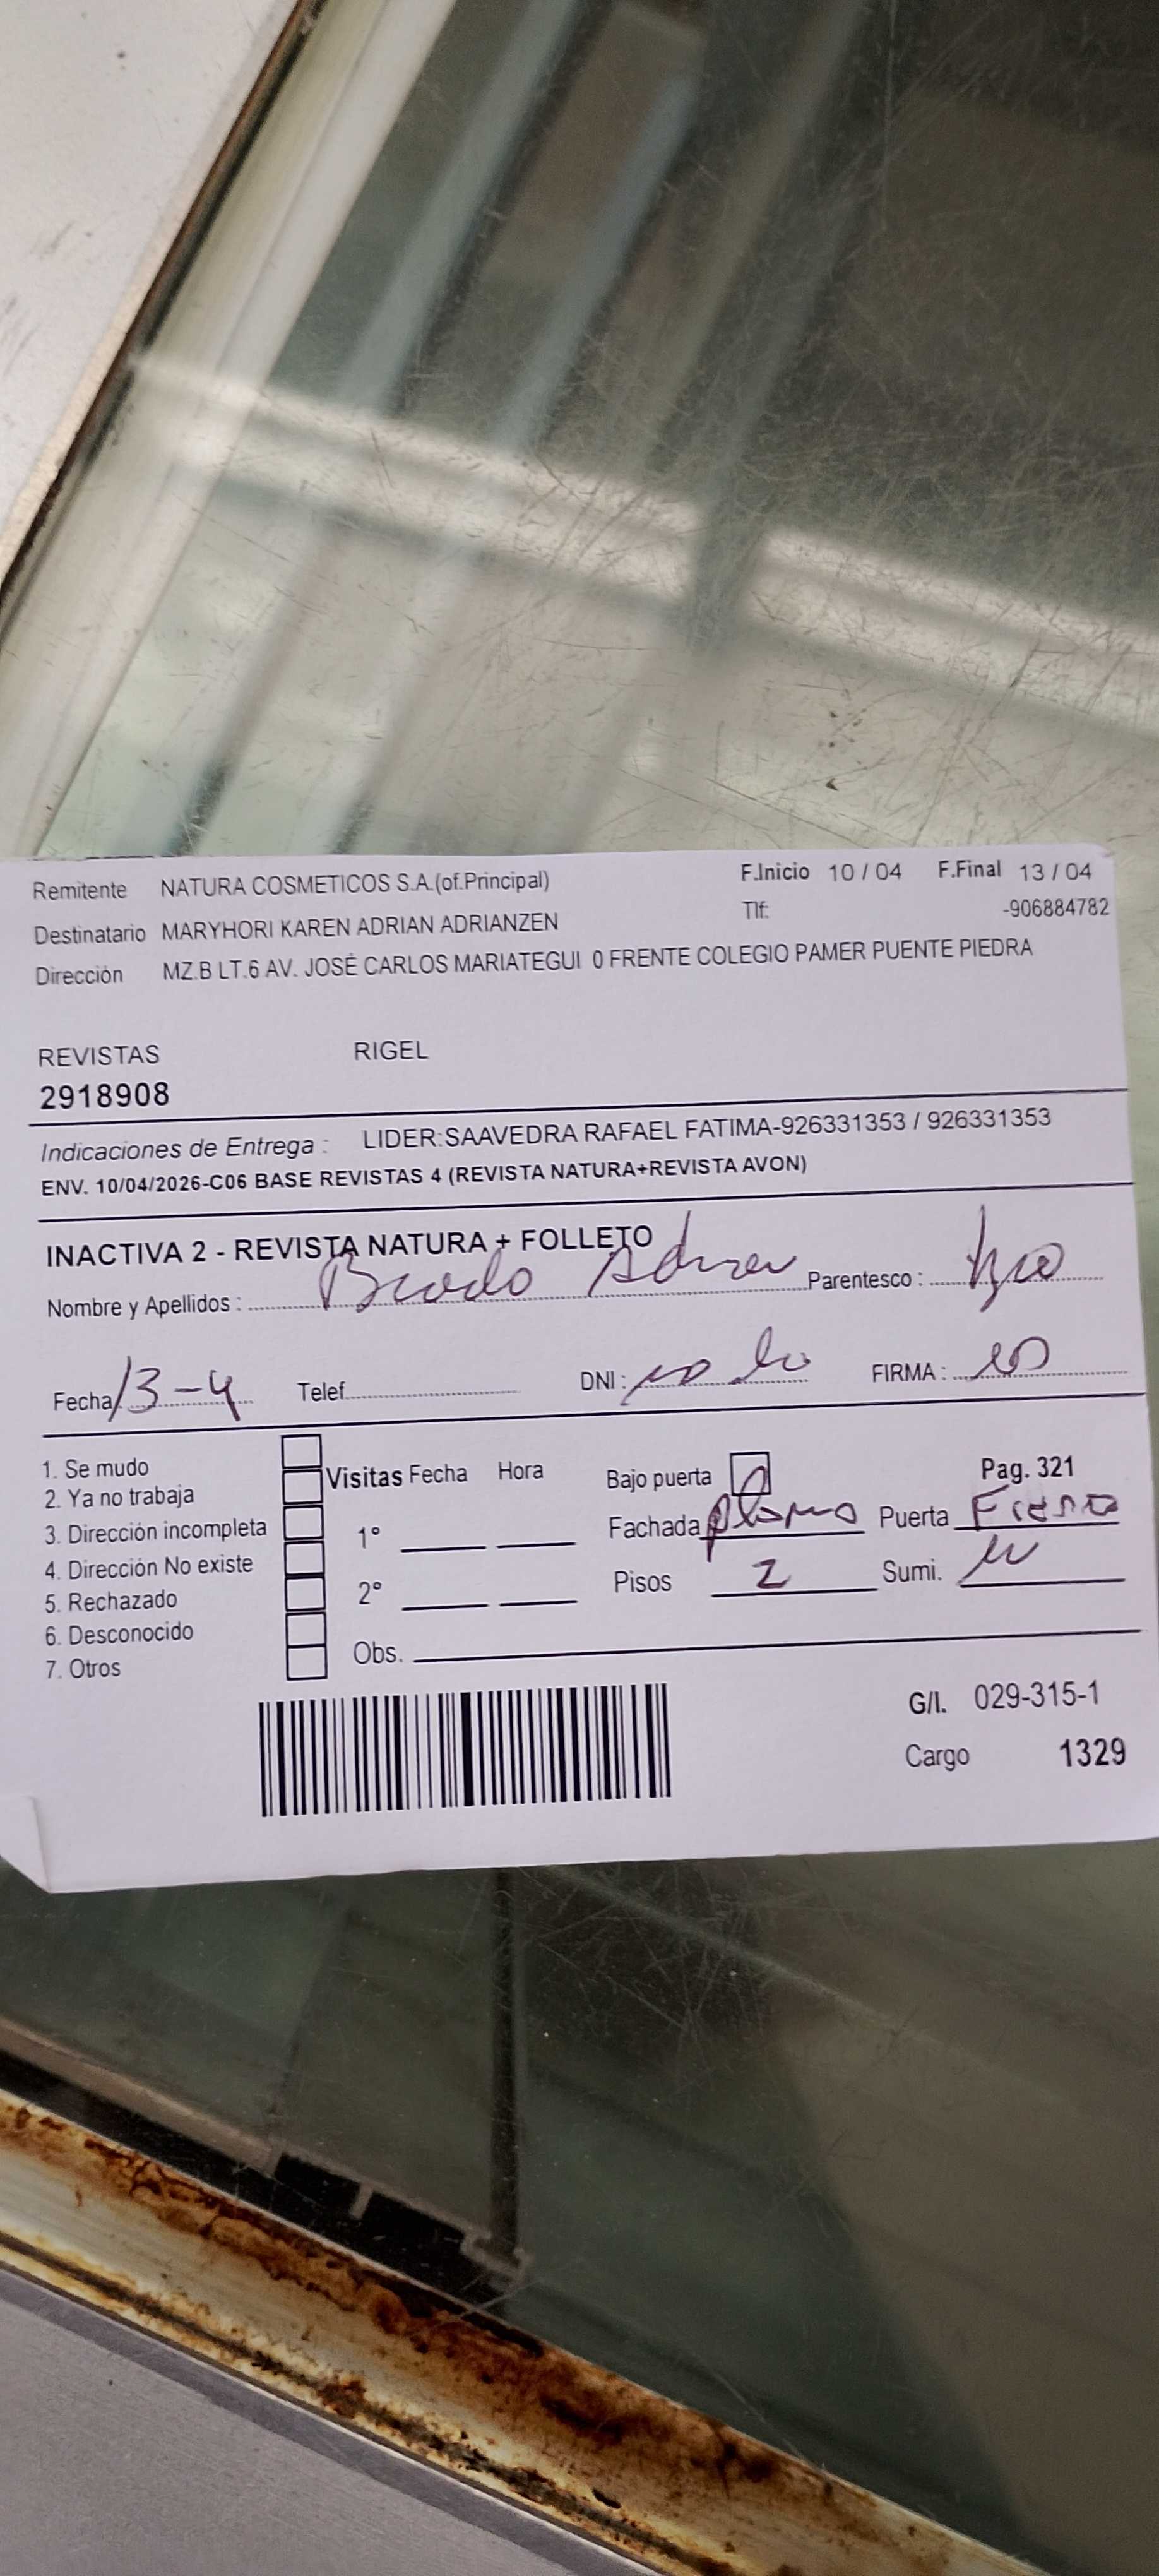 Remitente NATURA COSMETICOS S.A.(of.Principal) F.Inicio 10 / 04 F.Final 13 / 04
Destinatario MARYHORI KAREN ADRIAN ADRIANZEN Tlf: -906884782
Dirección MZ.B LT.6 AV. JOSÉ CARLOS MARIATEGUI 0 FRENTE COLEGIO PAMER PUENTE PIEDRA
REVISTAS RIGEL
2918908
Indicaciones de Entrega : LIDER:SAAVEDRA RAFAEL FATIMA-926331353 / 926331353
ENV. 10/04/2026-C06 BASE REVISTAS 4 (REVISTA NATURA+REVISTA AVON)
INACTIVA 2 - REVISTA NATURA + FOLLETO
Nombre y Apellidos : Parentesco :
Fecha 13-4 Telef. DNI : FIRMA :
1. Se mudo
2. Ya no trabaja
3. Dirección incompleta
4. Dirección No existe
5. Rechazado
6. Desconocido
7. Otros
Visitas Fecha Hora
1°
2°
Obs.
Bajo puerta Pag. 321
Fachada plomo Puerta Fierro
Pisos 2 Sumi.
G/I. 029-315-1
Cargo 1329